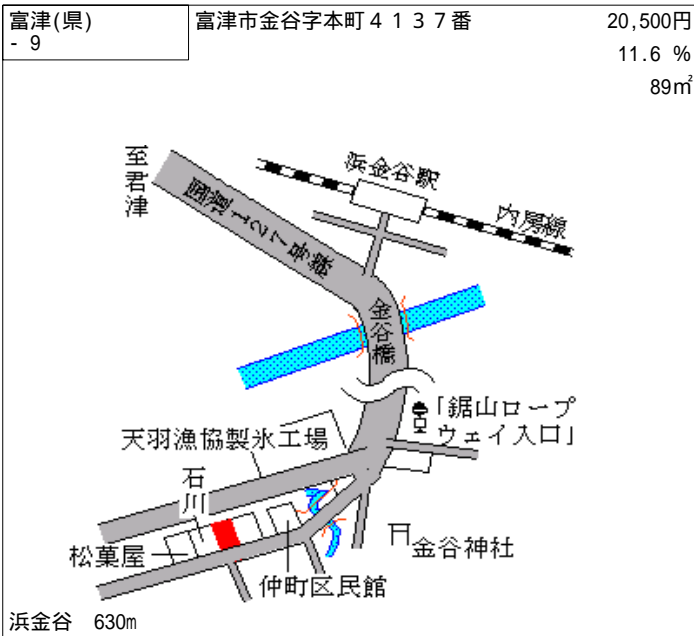 富津(県)
- 9
富津市金谷字本町４１３７番
20,500円
11.6 %
89㎡
至君津
国道127号線
浜金谷駅
内房線
金谷橋
「鋸山ロープ
ウェイ入口」
天羽漁協製氷工場
石川
松菓屋
仲町区民館
金谷神社
浜金谷 630m